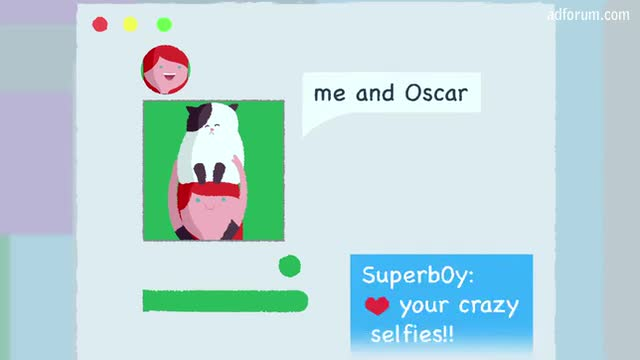 adforum.com
me and Oscar
Superb0y:
❤ your crazy
selfies!!